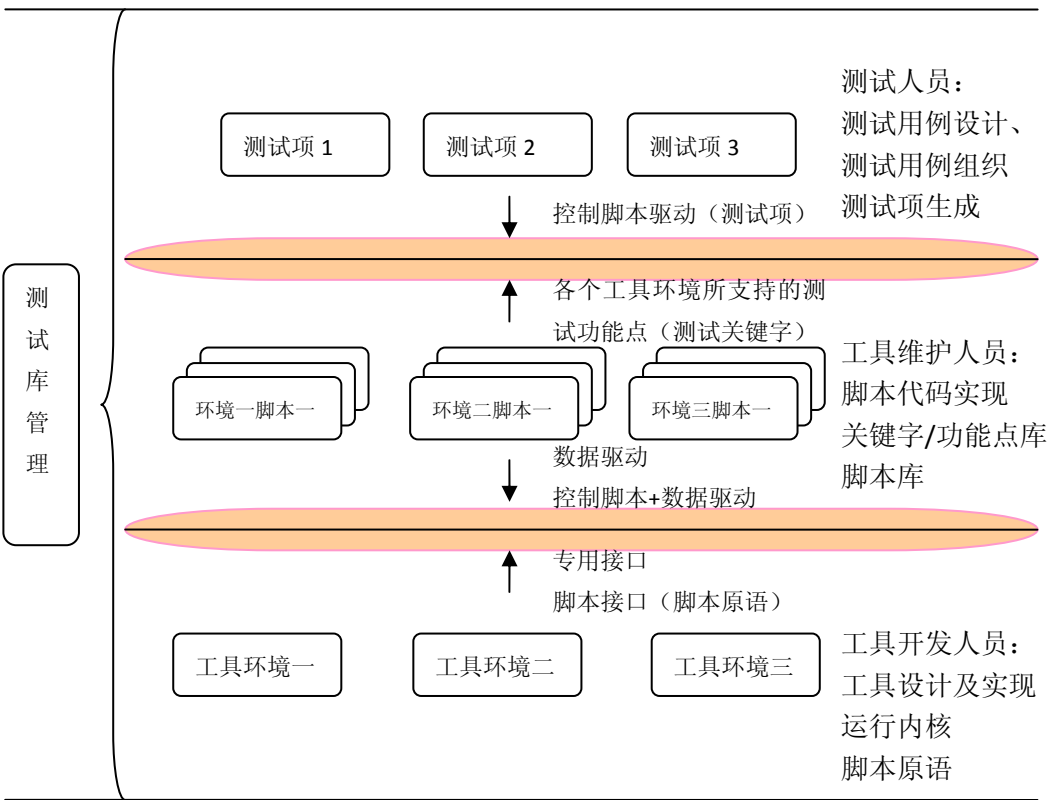 测试人员：
测试用例设计、
测试用例组织
测试项生成
测试项 1
测试项 2
测试项 3
控制脚本驱动（测试项）
各个工具环境所支持的测
试功能点（测试关键字）
测
试
库
管
理
环境一脚本一
环境二脚本一
环境三脚本一
工具维护人员：
脚本代码实现
关键字/功能点库
脚本库
数据驱动
控制脚本+数据驱动
专用接口
脚本接口（脚本原语）
工具环境一
工具环境二
工具环境三
工具开发人员：
工具设计及实现
运行内核
脚本原语